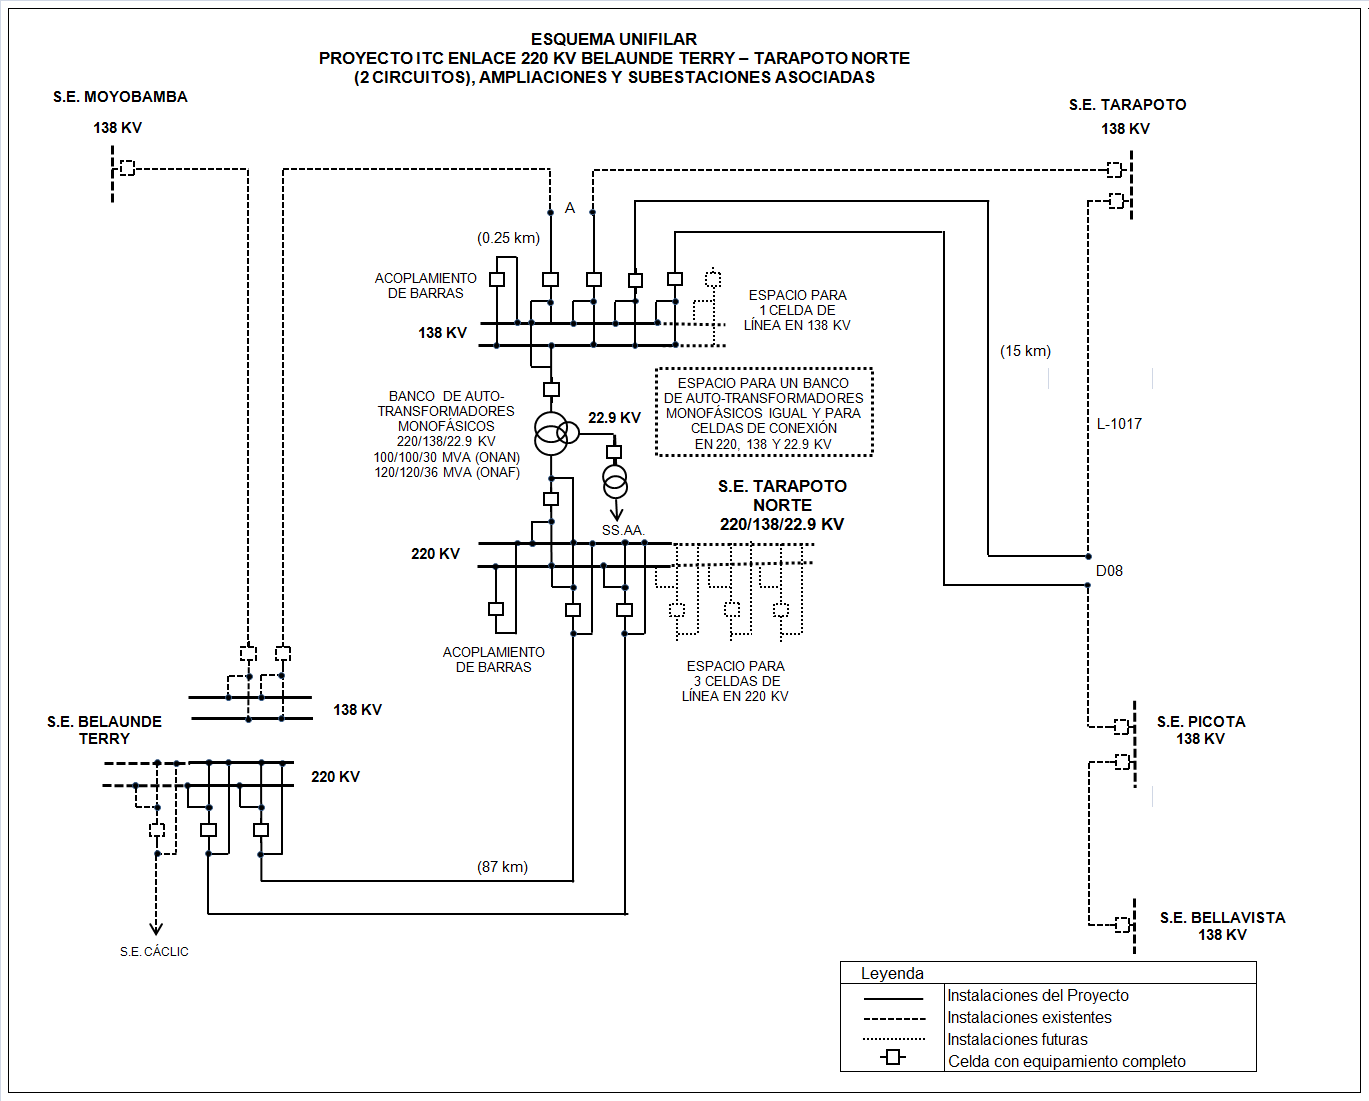 ESQUEMA UNIFILAR
PROYECTO ITC ENLACE 220 KV BELAUNDE TERRY – TARAPOTO NORTE
(2 CIRCUITOS), AMPLIACIONES Y SUBESTACIONES ASOCIADAS
S.E. MOYOBAMBA
138 KV
S.E. TARAPOTO
138 KV
A
(0.25 km)
ACOPLAMIENTO
DE BARRAS
138 KV
ESPACIO PARA
1 CELDA DE
LÍNEA EN 138 KV
(15 km)
BANCO DE AUTO-
TRANSFORMADORES
MONOFÁSICOS
220/138/22.9 KV
100/100/30 MVA (ONAN)
120/120/36 MVA (ONAF)
22.9 KV
ESPACIO PARA UN BANCO
DE AUTO-TRANSFORMADORES
MONOFÁSICOS IGUAL Y PARA
CELDAS DE CONEXIÓN
EN 220, 138 Y 22.9 KV
L-1017
S.E. TARAPOTO
NORTE
220/138/22.9 KV
SS.AA.
220 KV
D08
ACOPLAMIENTO
DE BARRAS
ESPACIO PARA
3 CELDAS DE
LÍNEA EN 220 KV
138 KV
S.E. BELAUNDE
TERRY
220 KV
S.E. PICOTA
138 KV
(87 km)
S.E. CÁCLIC
S.E. BELLAVISTA
138 KV
Leyenda
Instalaciones del Proyecto
Instalaciones existentes
Instalaciones futuras
Celda con equipamiento completo